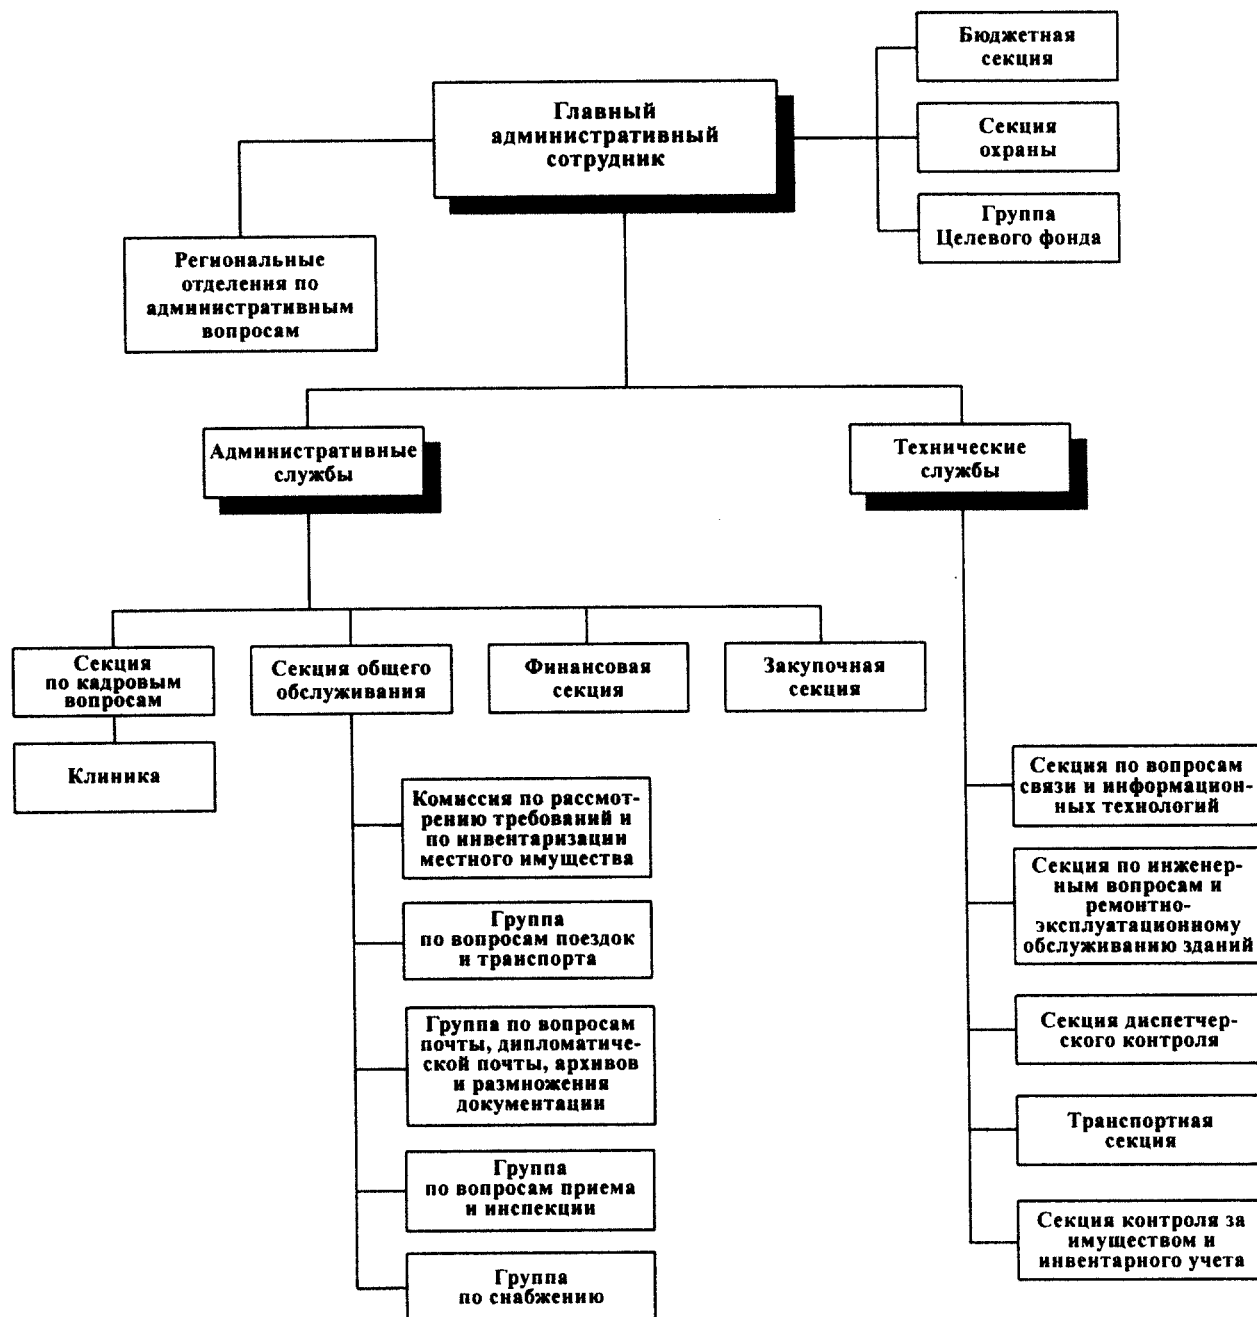 Бюджетная
секция
Главный
административный
сотрудник
Секция
охраны
Группа
Целевого фонда
Региональные
отделения по
административным
вопросам
Административные
службы
Технические
службы
Секция
по кадровым
вопросам
Секция общего
обслуживания
Финансовая
секция
Закупочная
секция
Клиника
Комиссия по рассмот-
рению требований и
по инвентаризации
местного имущества
Группа
по вопросам поездок
и транспорта
Группа по вопросам
почты, дипломатиче-
ской почты, архивов
и размножения
документации
Группа
по вопросам приема
и инспекции
Группа
по снабжению
Секция по вопросам
связи и информацион-
ных технологий
Секция по инженер-
ным вопросам и
ремонтно-
эксплуатационному
обслуживанию зданий
Секция диспетчер-
ского контроля
Транспортная
секция
Секция контроля за
имуществом и
инвентарного учета